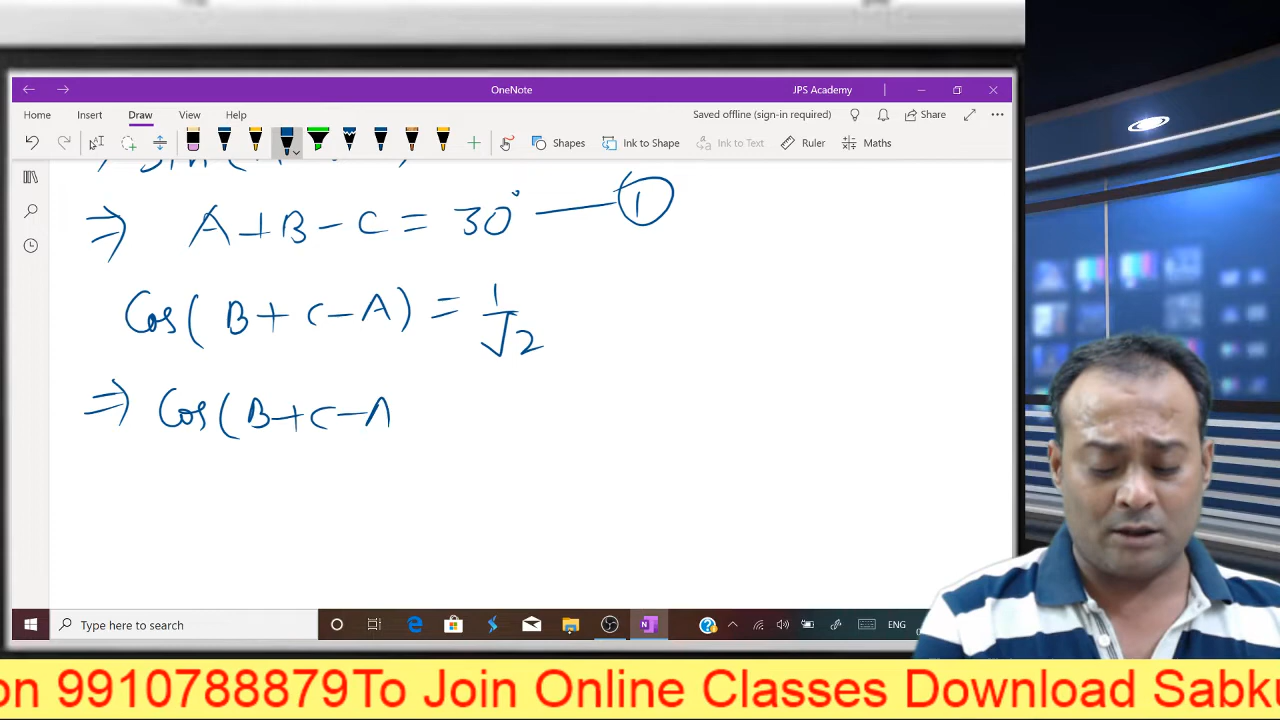 OneNote
JPS Academy
Home Insert Draw View Help
Saved offline (sign-in required)
Share
Shapes
Ink to Shape
Ink to Text
Ruler
Maths
⇒ A+B-C = 30° — ①
Cos(B+C-A) = 1/√2
⇒ Cos(B+C-A
Type here to search
ENG
on 9910788879To Join Online Classes Download Sabku